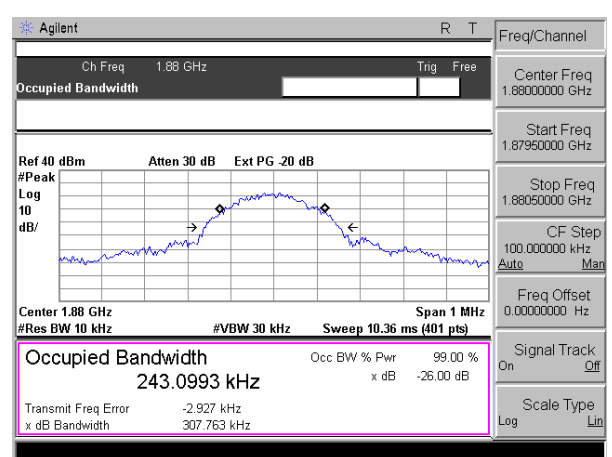 Agilent R T
Freq/Channel
Ch Freq 1.88 GHz Trig Free
Occupied Bandwidth
Center Freq
1.88000000 GHz
Start Freq
1.87950000 GHz
Ref 40 dBm Atten 30 dB Ext PG -20 dB
#Peak
Log
10
dB/
Stop Freq
1.88050000 GHz
CF Step
100.000000 kHz
Auto Man
Freq Offset
0.00000000 Hz
Center 1.88 GHz Span 1 MHz
#Res BW 10 kHz #VBW 30 kHz Sweep 10.36 ms (401 pts)
Occupied Bandwidth Occ BW % Pwr 99.00 %
243.0993 kHz x dB -26.00 dB
Transmit Freq Error -2.927 kHz
x dB Bandwidth 307.763 kHz
Signal Track
On Off
Scale Type
Log Lin